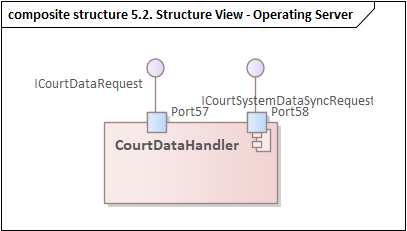 composite structure 5.2. Structure View - Operating Server
ICourtDataRequest
ICourtSystemDataSyncRequest
Port57
Port58
CourtDataHandler